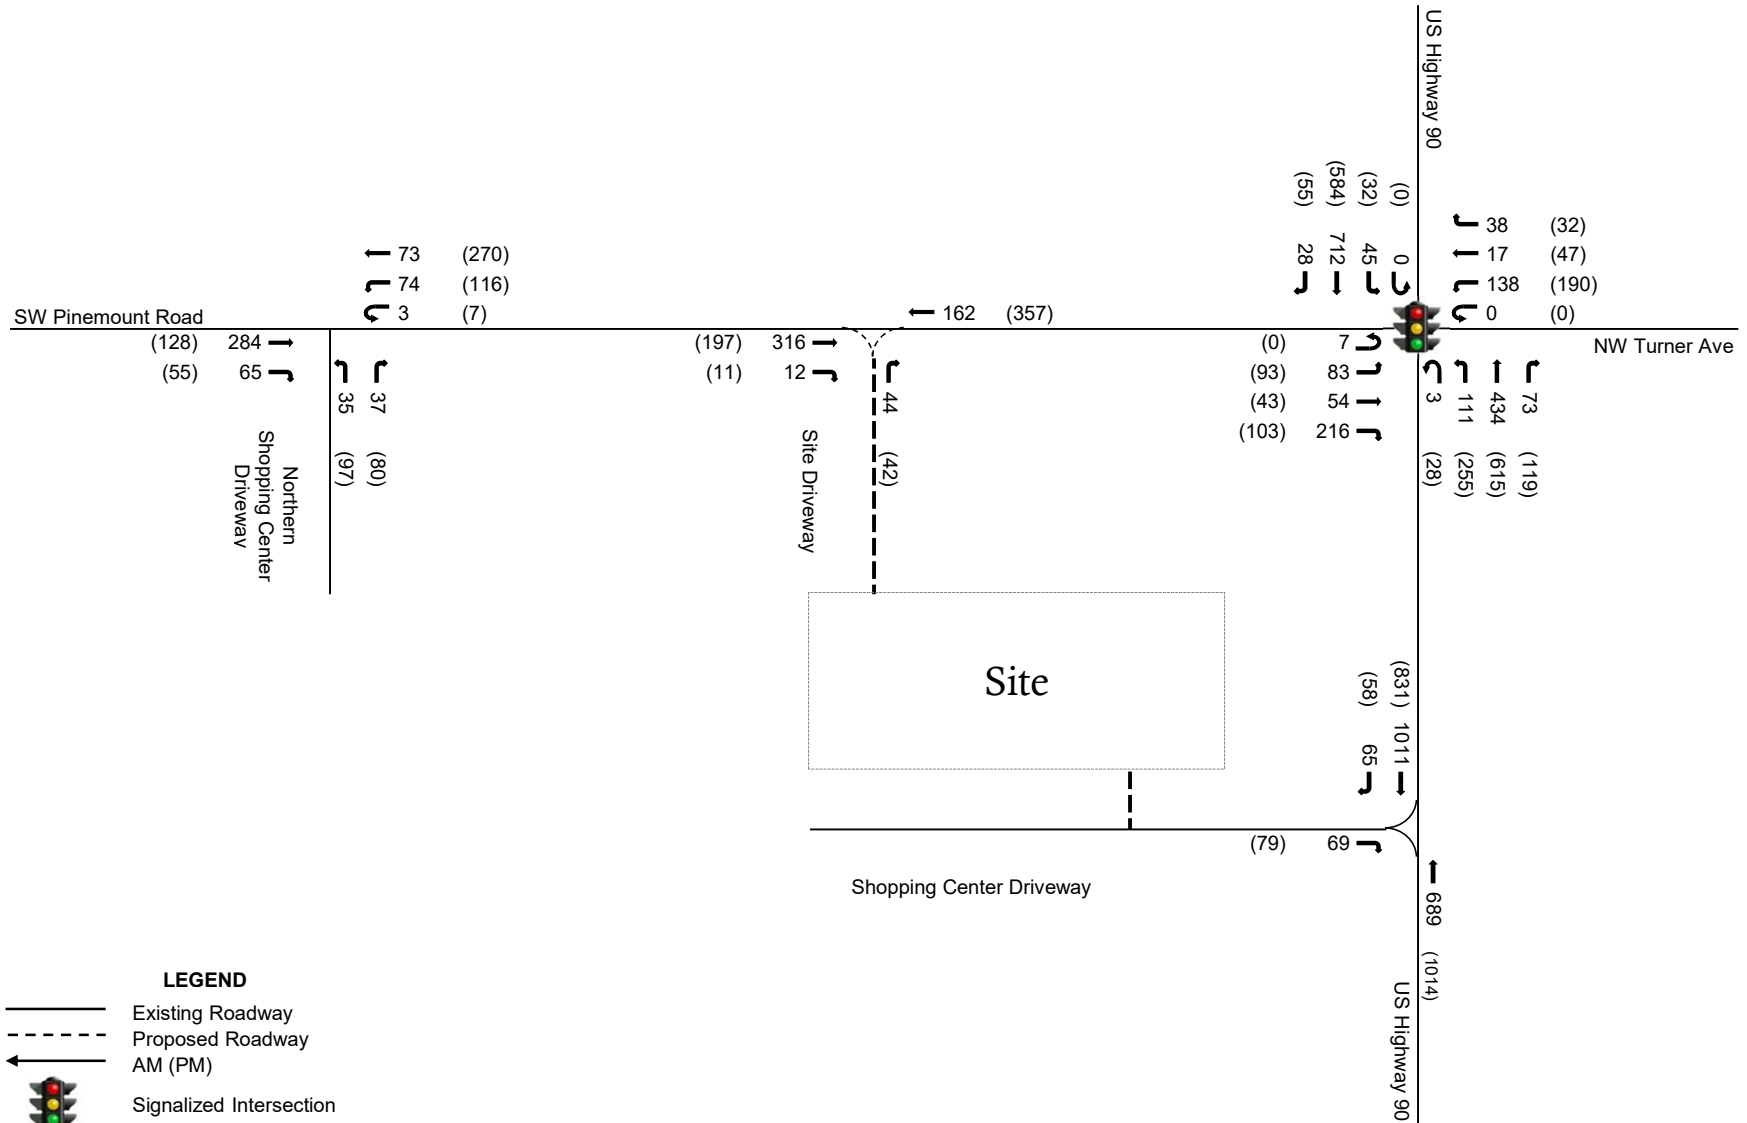 US Highway 90
(55) (584) (32) (0)
28 712 45 0
38 (32)
17 (47)
138 (190)
0 (0)
73 (270)
74 (116)
3 (7)
SW Pinemount Road
162 (357)
NW Turner Ave
(128) 284
(55) 65
35 37
(97) (80)
Northern
Shopping Center
Driveway
(197) 316
(11) 12
44
(42)
Site Driveway
(0) 7
(93) 83
(43) 54
(103) 216
3 111 434 73
(28) (255) (615) (119)
Site
(58) (831)
65 1011
(79) 69
Shopping Center Driveway
689
(1014)
US Highway 90
LEGEND
Existing Roadway
Proposed Roadway
AM (PM)
Signalized Intersection